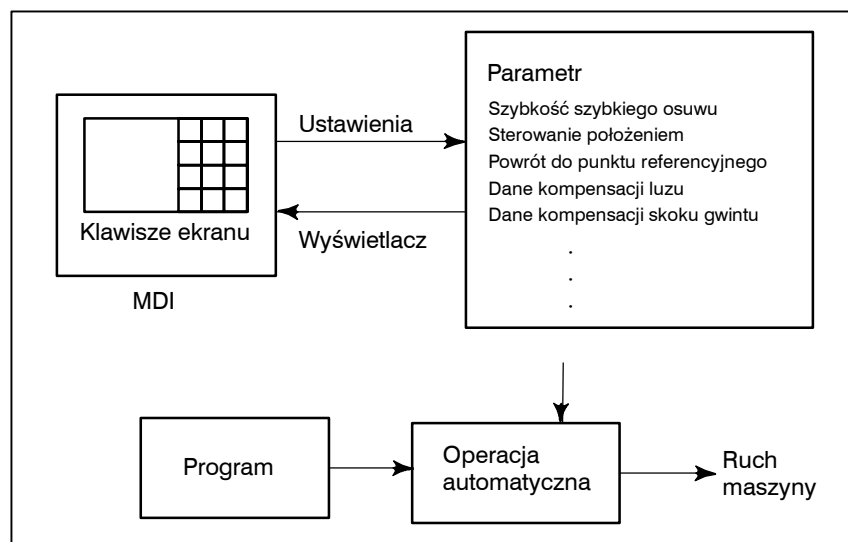 Parametr
Szybkość szybkiego osuwu
Sterowanie położeniem
Powrót do punktu referencyjnego
Dane kompensacji luzu
Dane kompensacji skoku gwintu
.
.
.
Ustawienia
Wyświetlacz
Klawisze ekranu
MDI
Program
Operacja
automatyczna
Ruch
maszyny